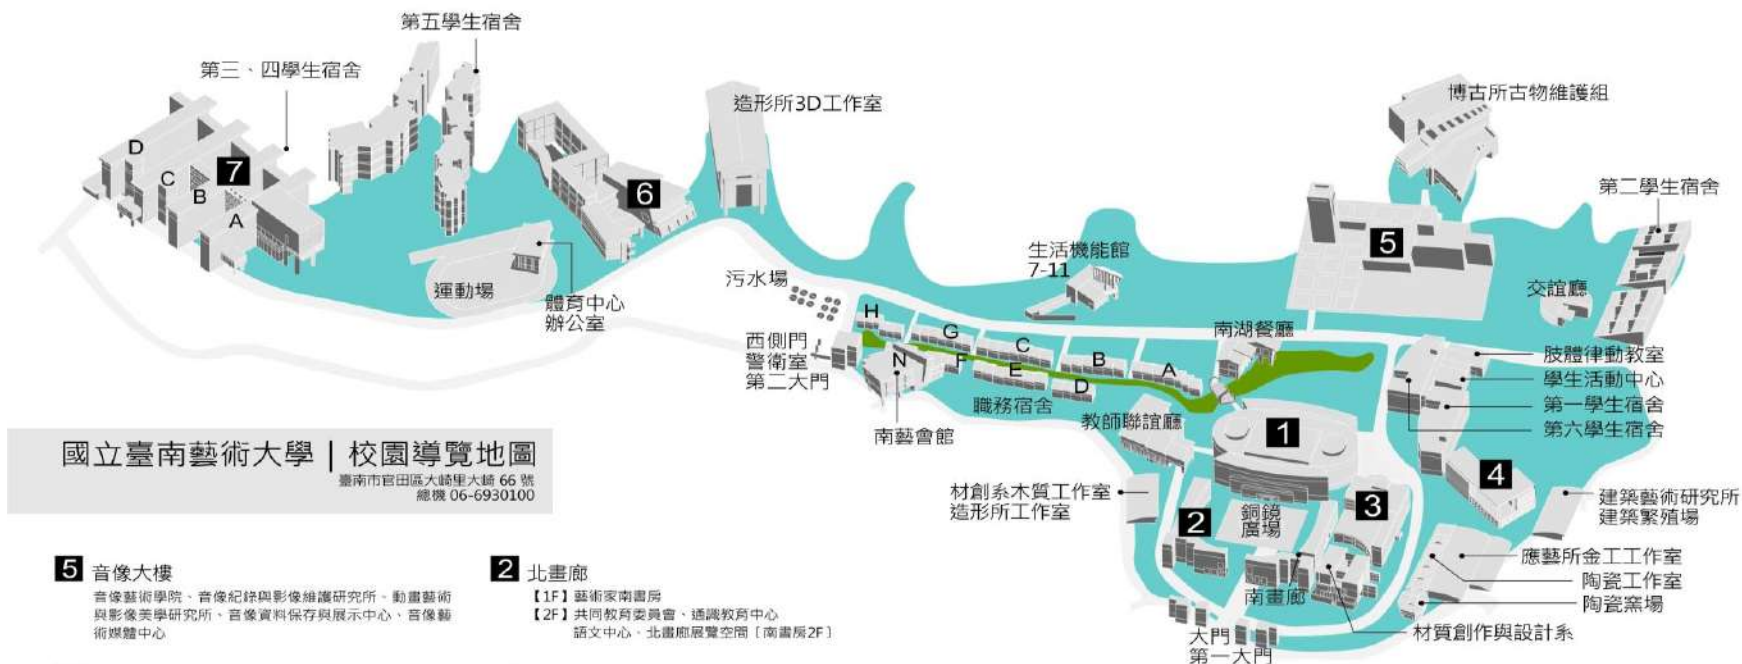 第五學生宿舍
第三、四學生宿舍
造形所3D工作室
博古所古物維護組
第二學生宿舍
D
C
B
A
7
6
5
生活機能館
7-11
污水場
運動場
體育中心
辦公室
交誼廳
南湖餐廳
西側門
警衛室
第二大門
H
G
C
B
A
N
F
E
D
職務宿舍
南藝會館
教師聯誼廳
肢體律動教室
學生活動中心
第一學生宿舍
第六學生宿舍
1
4
3
2
國立臺南藝術大學 | 校園導覽地圖
臺南市官田區大崎里大崎 66 號
總機 06-6930100
材創系木質工作室
造形所工作室
銅鏡
廣場
建築藝術研究所
建築繁殖場
應藝所金工工作室
陶瓷工作室
陶瓷窯場
南畫廊
材質創作與設計系
大門
第一大門
5 音像大樓
音像藝術學院、音像紀錄與影像維護研究所、動畫藝術
與影像美學研究所、音像資料保存與展示中心、音像藝
術媒體中心
2 北畫廊
【1F】藝術家南書房
【2F】共同教育委員會、通識教育中心
語文中心、北畫廊展覽空間〔南書房2F〕